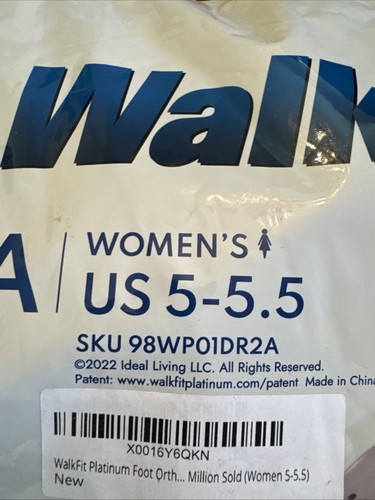 Walk
A
WOMEN'S
US 5-5.5
SKU 98WP01DR2A
©2022 Ideal Living LLC. All Rights Reserved.
Patent: www.walkfitplatinum.com/patent Made in China
X0016Y6QKN
WalkFit Platinum Foot Orth... Million Sold (Women 5-5.5)
New